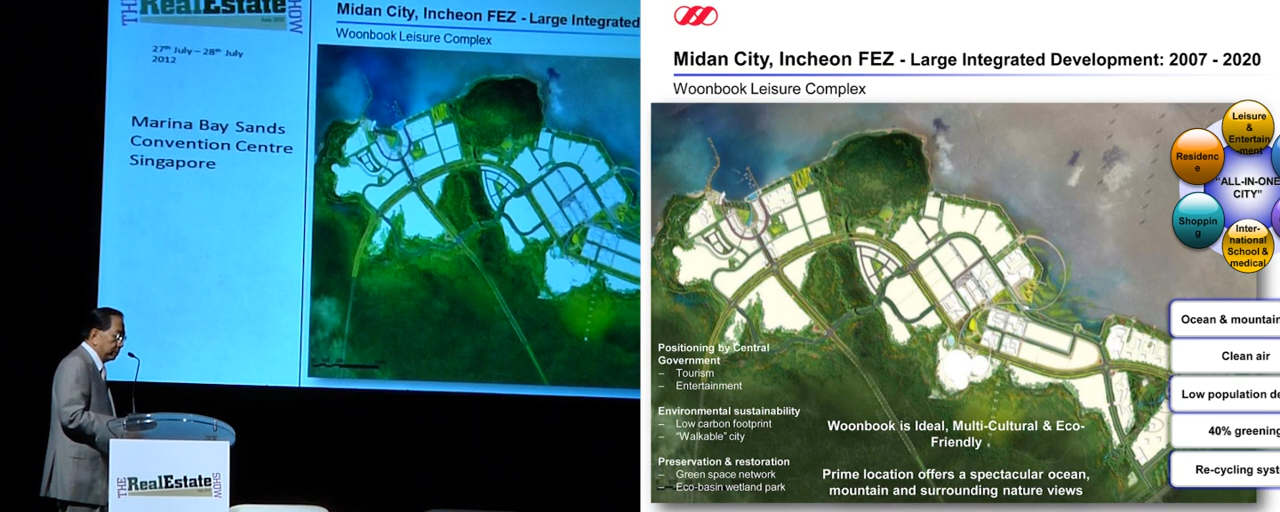 THE RealEstate SHOW
27th July – 28th July
2012
Marina Bay Sands
Convention Centre
Singapore
Midan City, Incheon FEZ - Large Integrated
Woonbook Leisure Complex
THE RealEstate SHOW
Midan City, Incheon FEZ - Large Integrated Development: 2007 - 2020
Woonbook Leisure Complex
Leisure
&
Entertain
ment
Residenc
e
"ALL-IN-ONE
CITY"
Shoppin
g
Inter-
national
School &
medical
Ocean & mountain
Clean air
Low population de
40% greening
Re-cycling syst
Positioning by Central
Government
– Tourism
– Entertainment
Environmental sustainability
– Low carbon footprint
– "Walkable" city
Preservation & restoration
– Green space network
– Eco-basin wetland park
Woonbook is Ideal, Multi-Cultural & Eco-
Friendly .
Prime location offers a spectacular ocean,
mountain and surrounding nature views